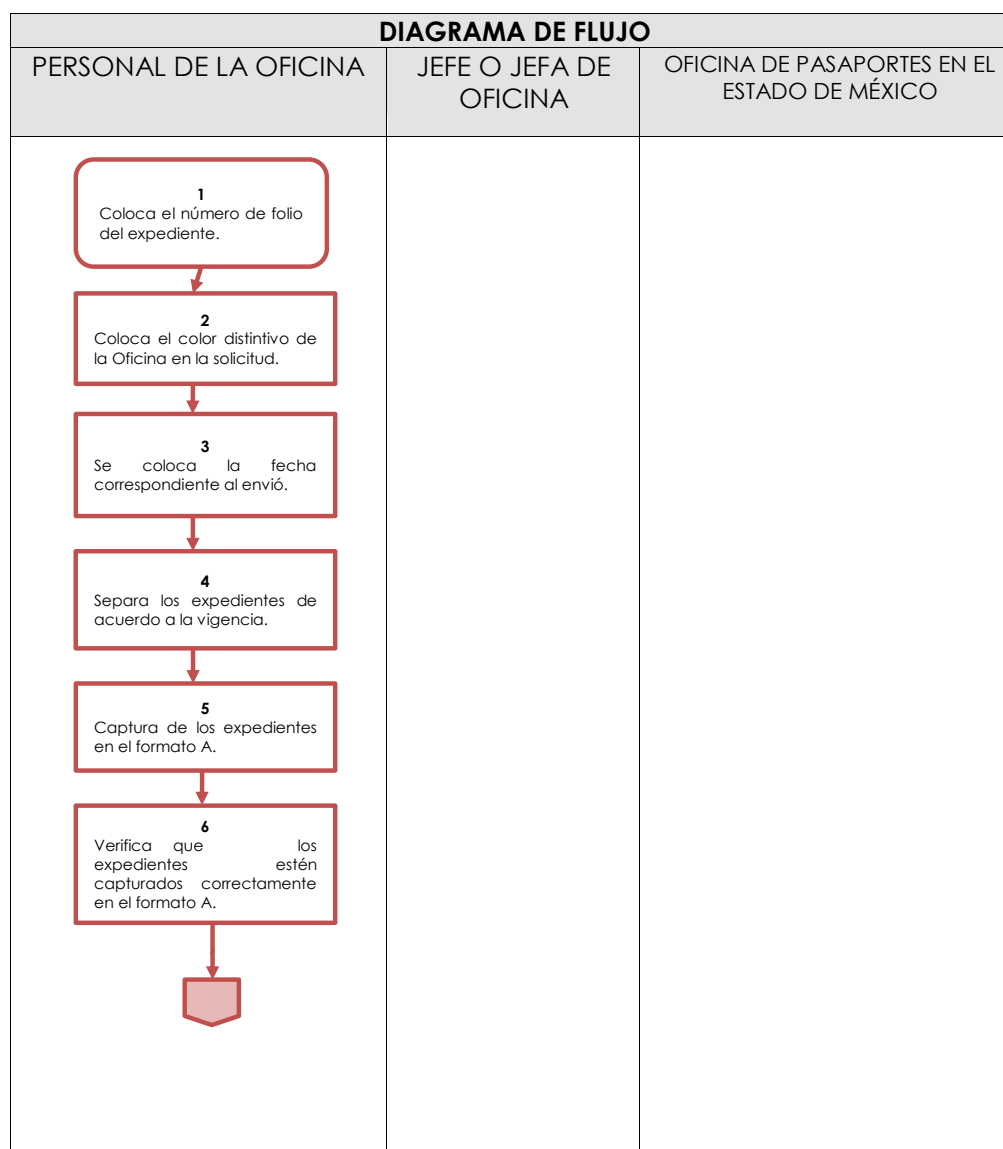 DIAGRAMA DE FLUJO
PERSONAL DE LA OFICINA
JEFE O JEFA DE
OFICINA
OFICINA DE PASAPORTES EN EL
ESTADO DE MÉXICO
1
Coloca el número de folio
del expediente.
2
Coloca el color distintivo de
la Oficina en la solicitud.
3
Se coloca la fecha
correspondiente al envió.
4
Separa los expedientes de
acuerdo a la vigencia.
5
Captura de los expedientes
en el formato A.
6
Verifica que los
expedientes estén
capturados correctamente
en el formato A.